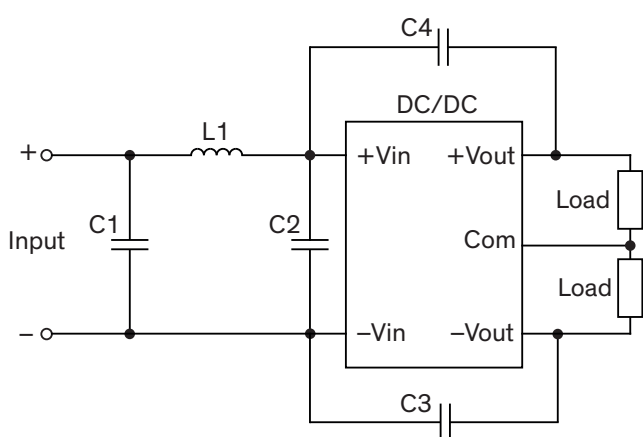 C4
DC/DC
+
L1
+Vin
+Vout
Load
Input
C1
C2
Com
Load
–
–Vin
–Vout
C3